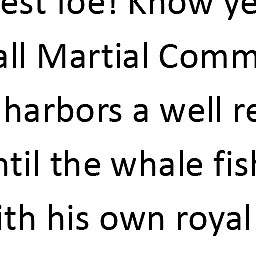 est foe! Know ye
all Martial Comm
harbors a well re
ntil the whale fish
ith his own royal